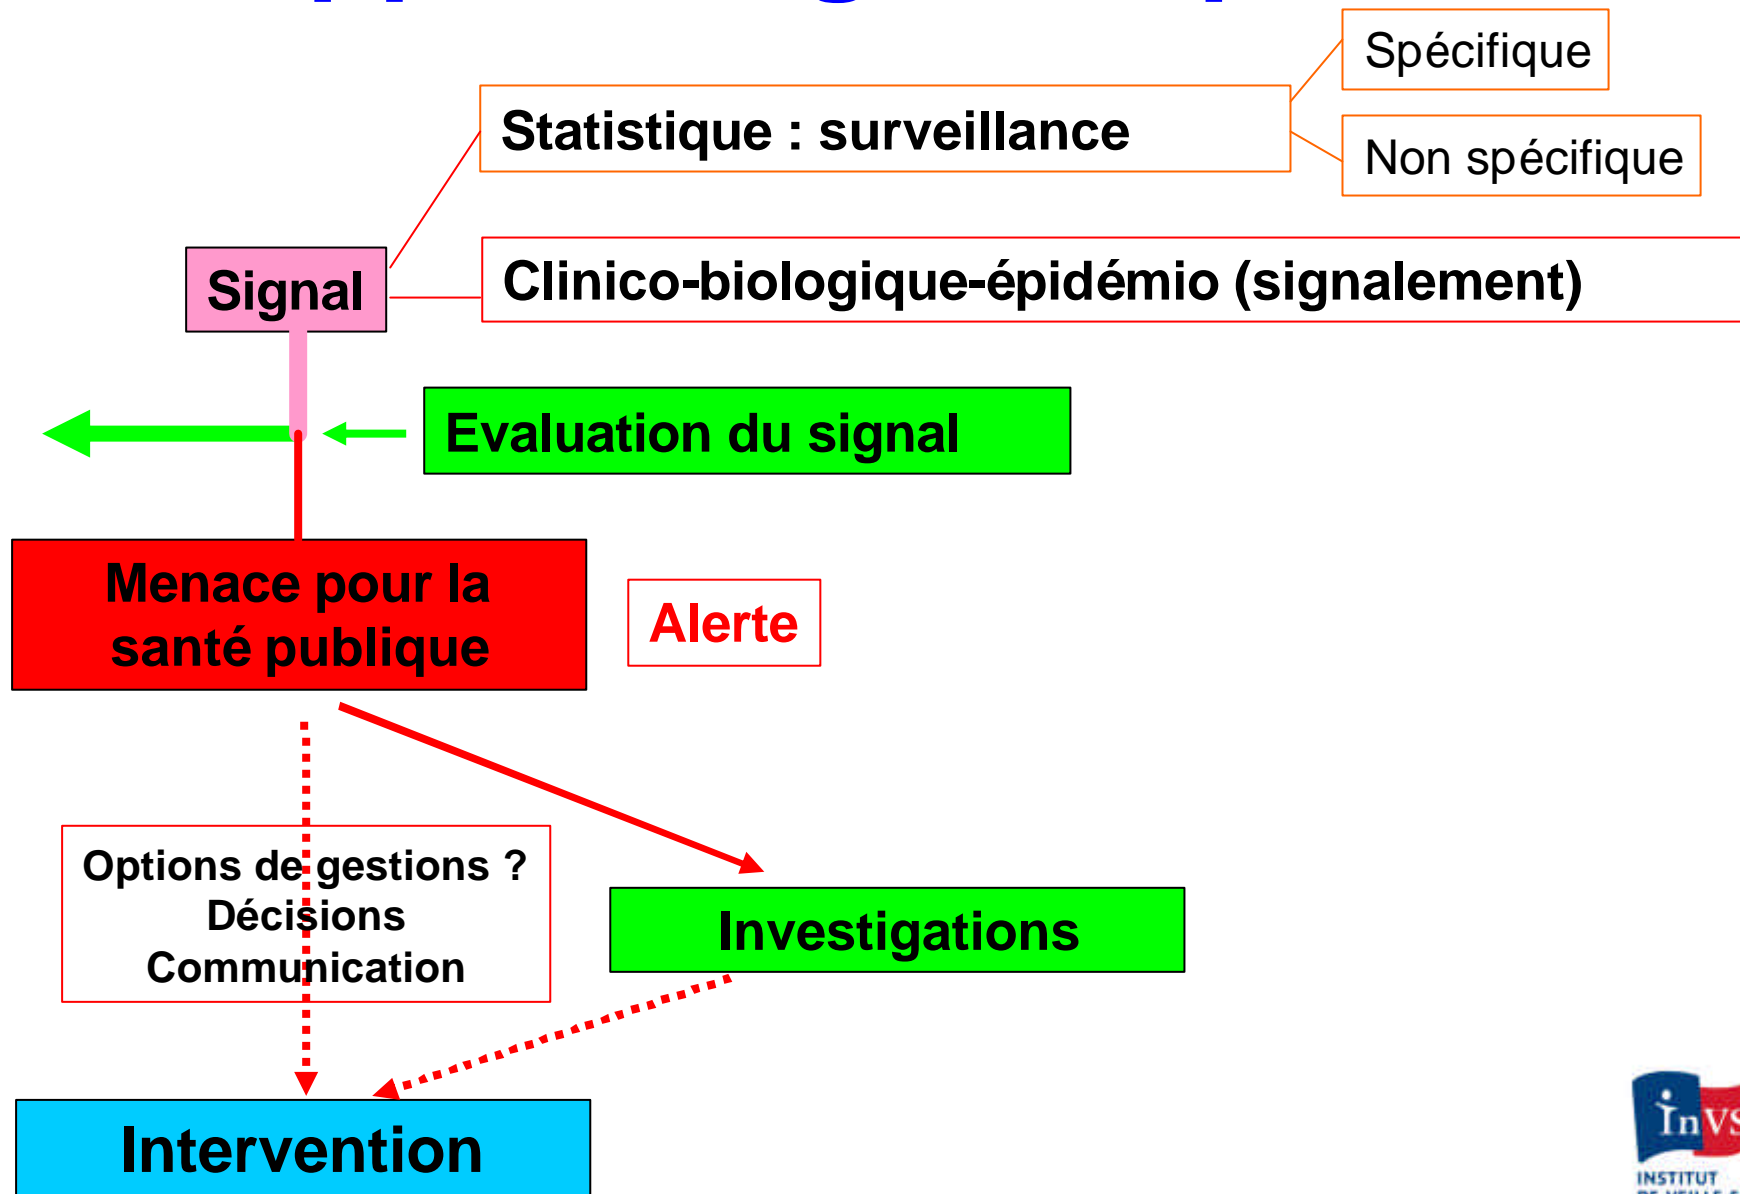 Spécifique
Statistique : surveillance
Non spécifique
Signal
Clinico-biologique-épidémio (signalement)
Evaluation du signal
Menace pour la
santé publique
Alerte
Options de gestions ?
Décisions
Communication
Investigations
Intervention
InVS
INSTITUT